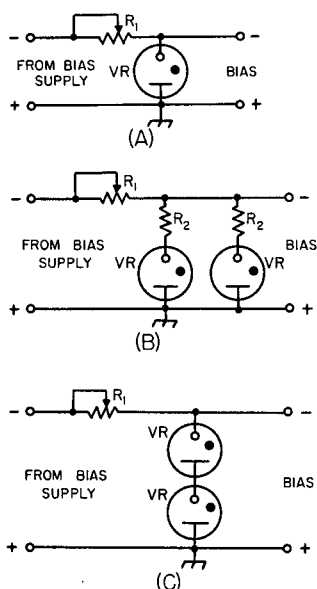 - R₁ -
FROM BIAS SUPPLY VR BIAS
+ +
(A)
- R₁ -
R₂ R₂
FROM BIAS SUPPLY VR VR BIAS
+ +
(B)
- R₁ -
VR
FROM BIAS SUPPLY VR BIAS
+ +
(C)